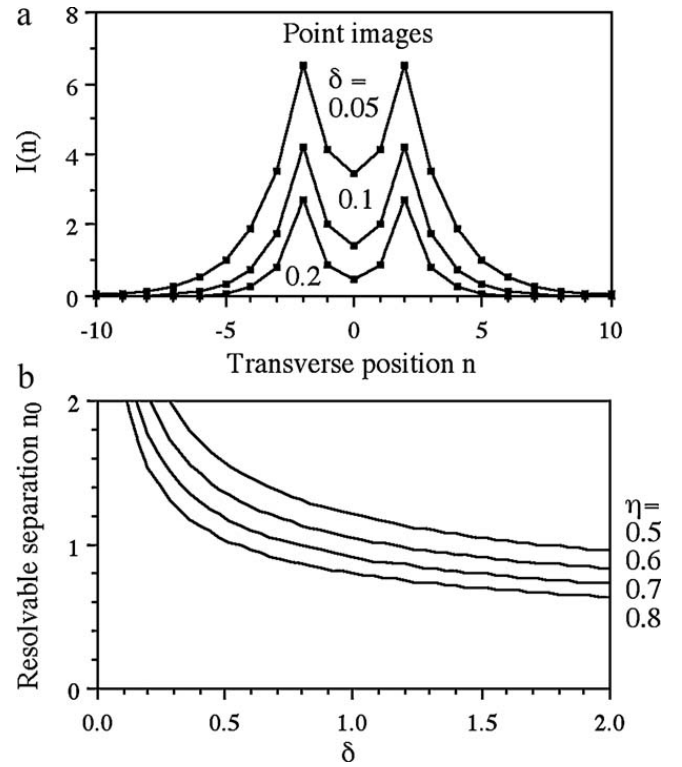 a
8
6
4
2
0
I(n)
Point images
δ =
0.05
0.1
0.2
-10 -5 0 5 10
Transverse position n
b
2
1
0
Resolvable separation n0
η=
0.5
0.6
0.7
0.8
0.0 0.5 1.0 1.5 2.0
δ